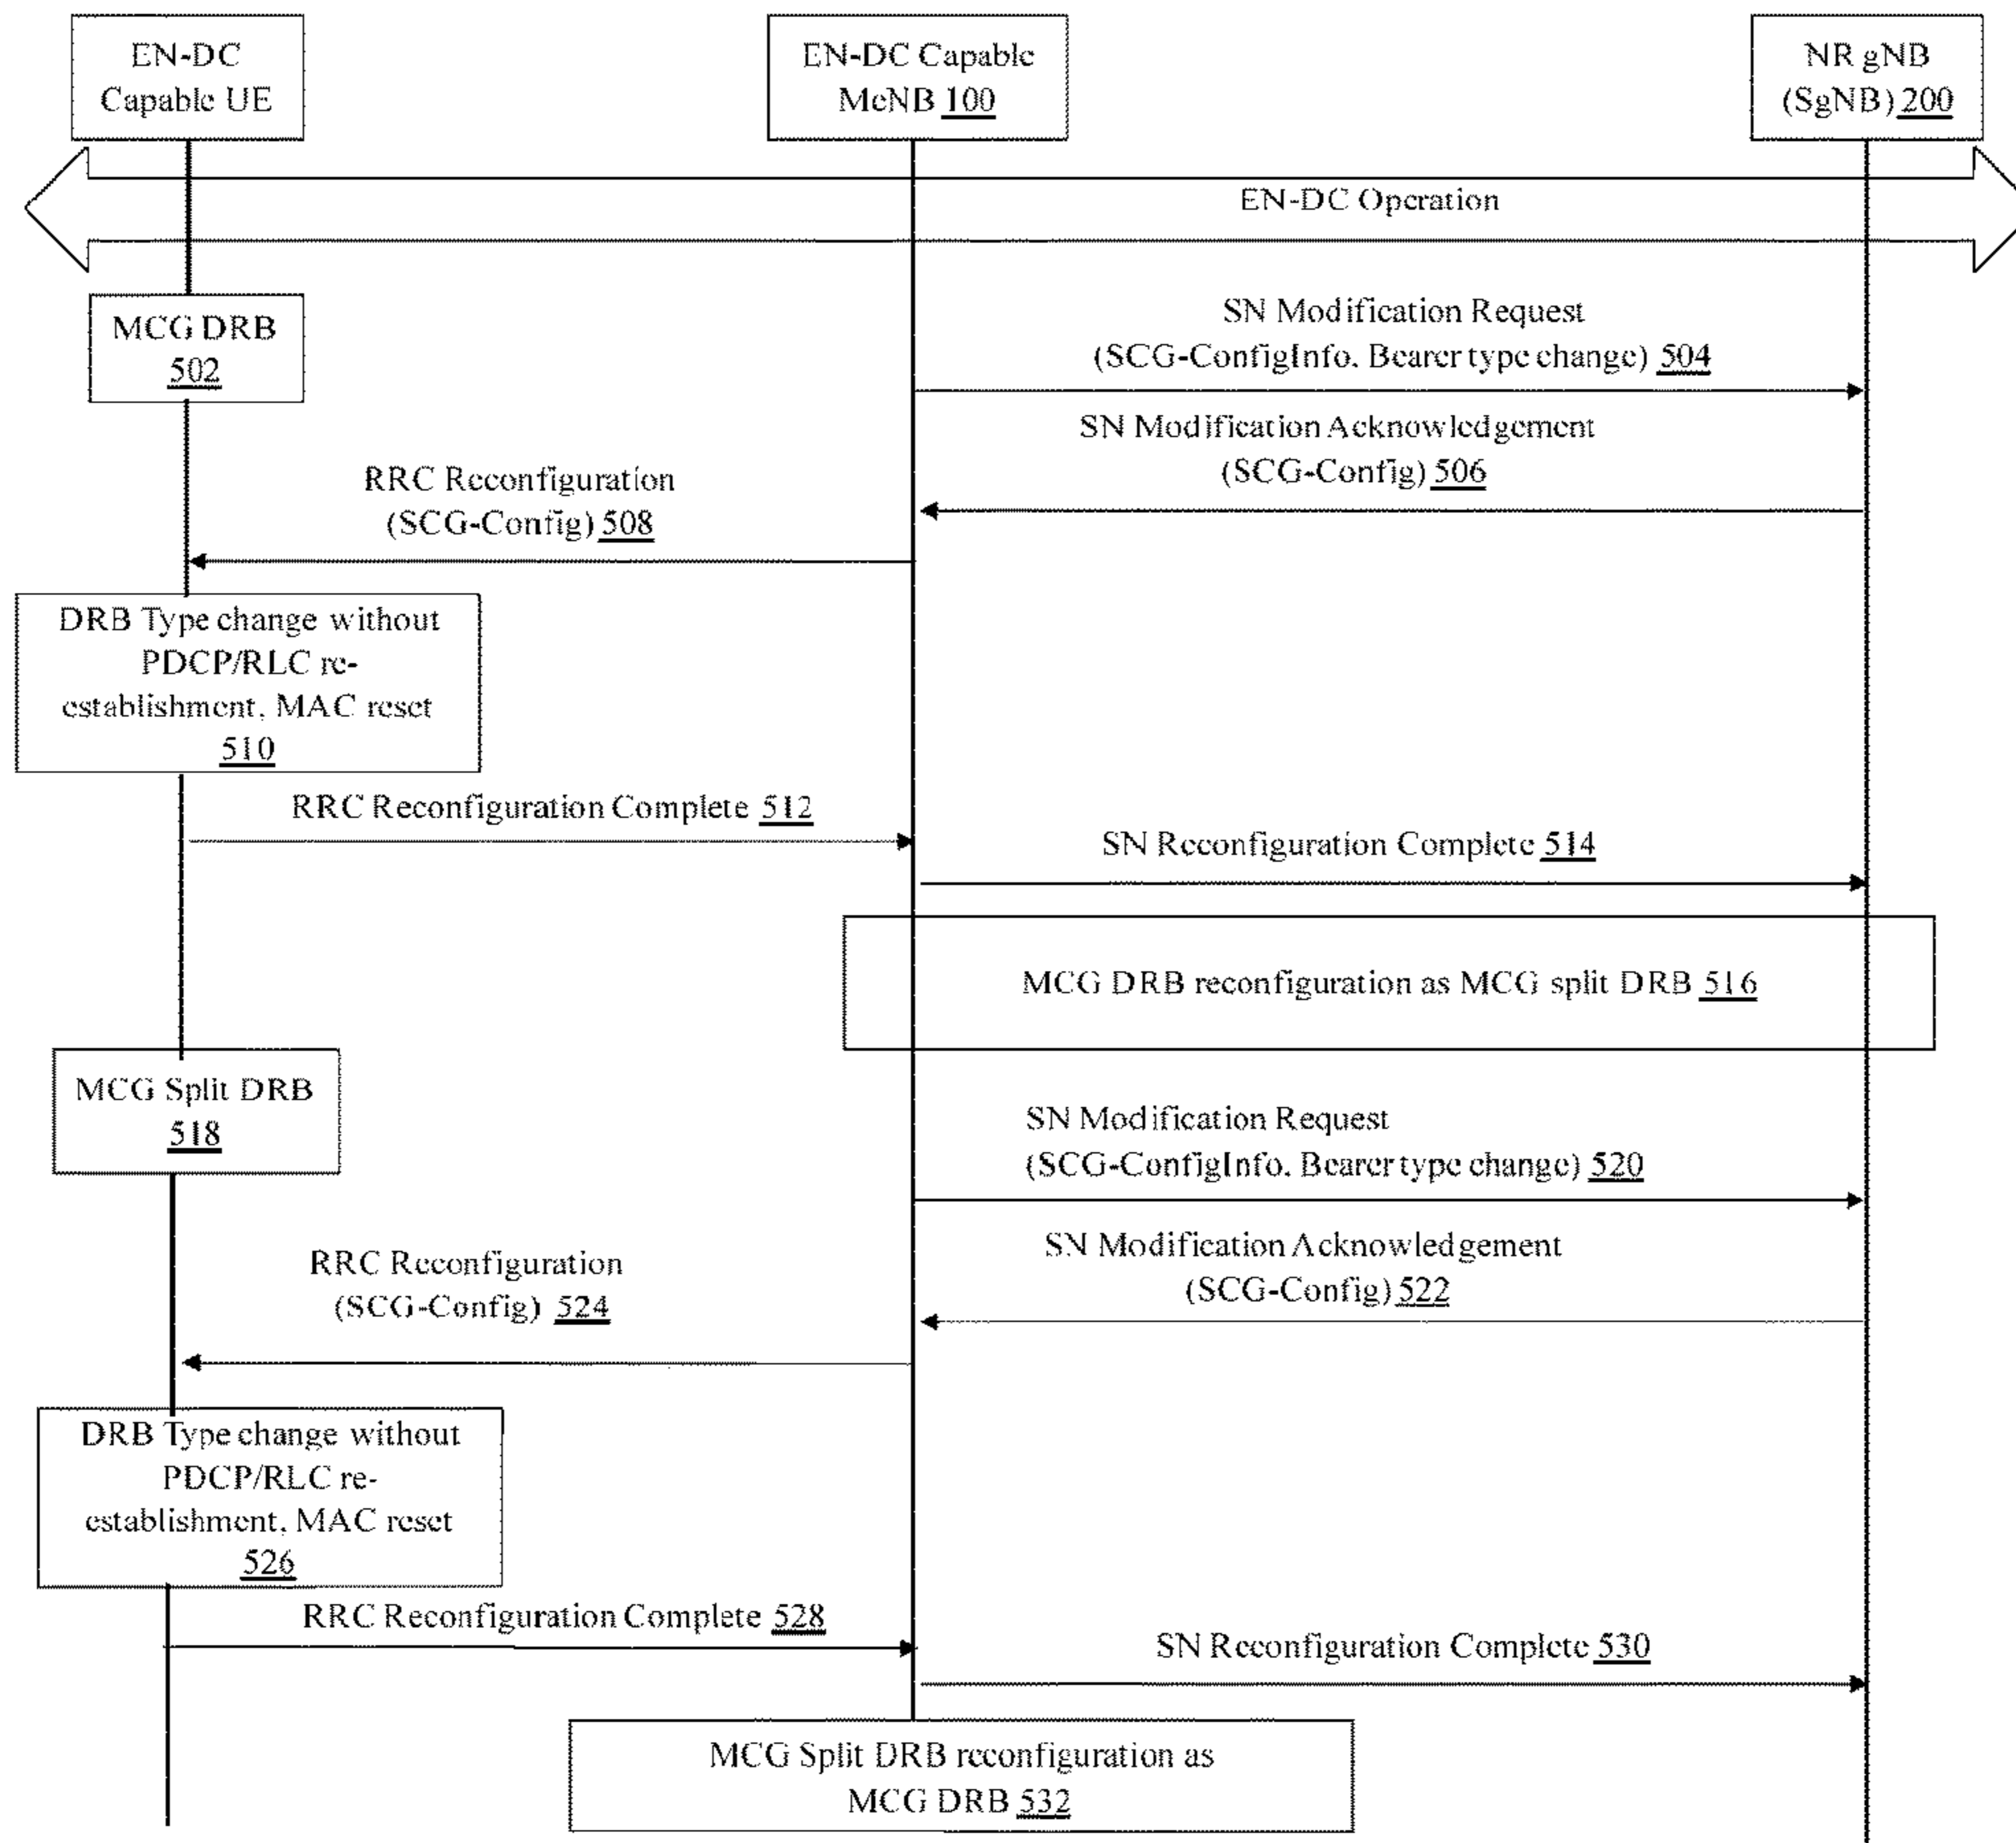 EN-DC
Capable UE
EN-DC Capable
MeNB 100
NR gNB
(SgNB) 200
EN-DC Operation
MCG DRB
502
SN Modification Request
(SCG-ConfigInfo, Bearer type change) 504
SN Modification Acknowledgement
(SCG-Config) 506
RRC Reconfiguration
(SCG-Config) 508
DRB Type change without
PDCP/RLC re-
establishment, MAC reset
510
RRC Reconfiguration Complete 512
SN Reconfiguration Complete 514
MCG DRB reconfiguration as MCG split DRB 516
MCG Split DRB
518
SN Modification Request
(SCG-ConfigInfo, Bearer type change) 520
SN Modification Acknowledgement
(SCG-Config) 522
RRC Reconfiguration
(SCG-Config) 524
DRB Type change without
PDCP/RLC re-
establishment, MAC reset
526
RRC Reconfiguration Complete 528
SN Reconfiguration Complete 530
MCG Split DRB reconfiguration as
MCG DRB 532